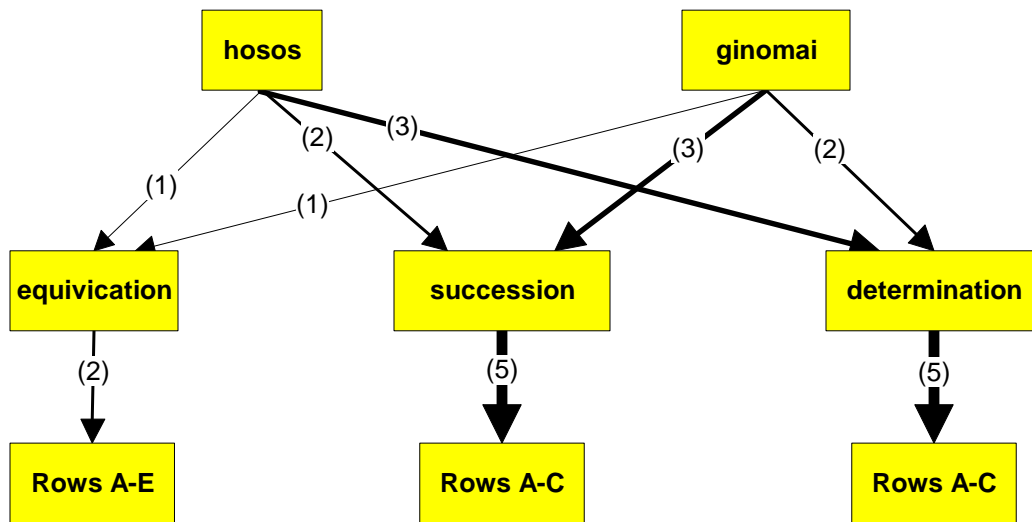 hosos
ginomai
(3)
(2)
(3)
(2)
(1)
(1)
equivication
succession
determination
(2)
(5)
(5)
Rows A-E
Rows A-C
Rows A-C